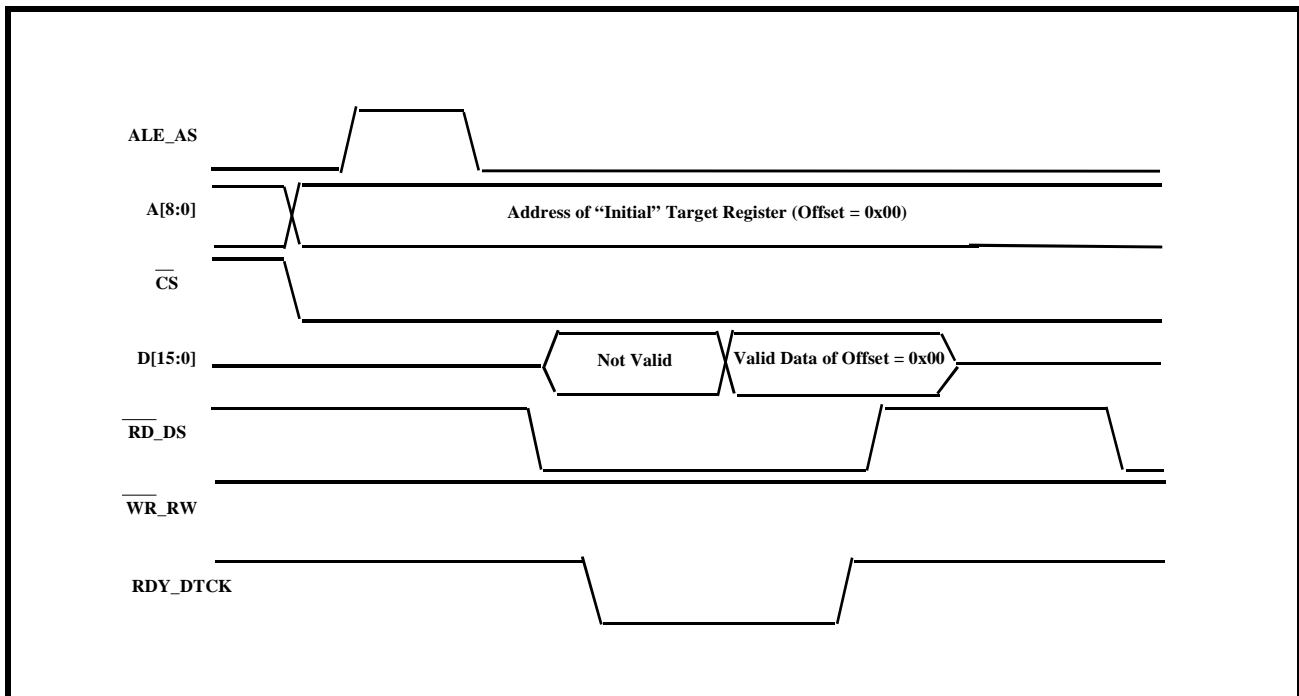 ALE_AS
A[8:0]
Address of “Initial” Target Register (Offset = 0x00)
CS
D[15:0]
Not Valid
Valid Data of Offset = 0x00
RD_DS
WR_RW
RDY_DTCK